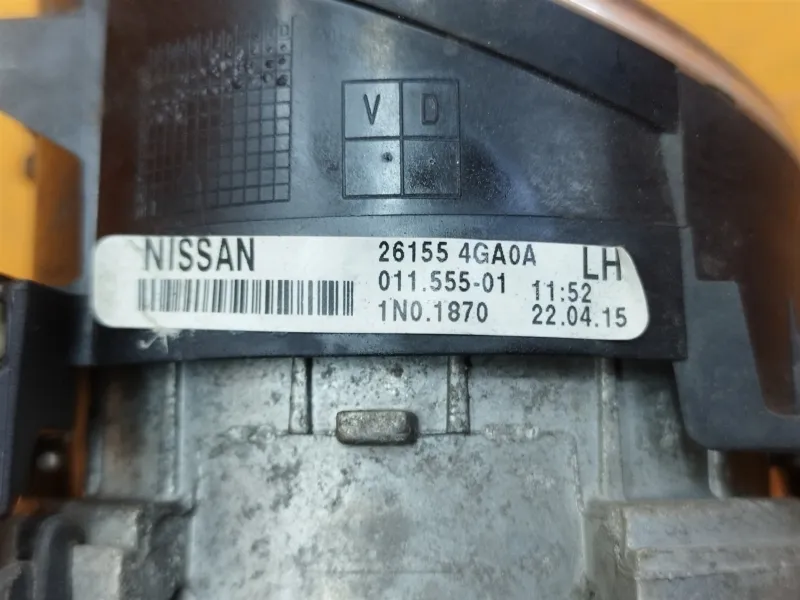 V D
NISSAN 26155 4GA0A LH
011.555-01 11:52
1N0.1870 22.04.15